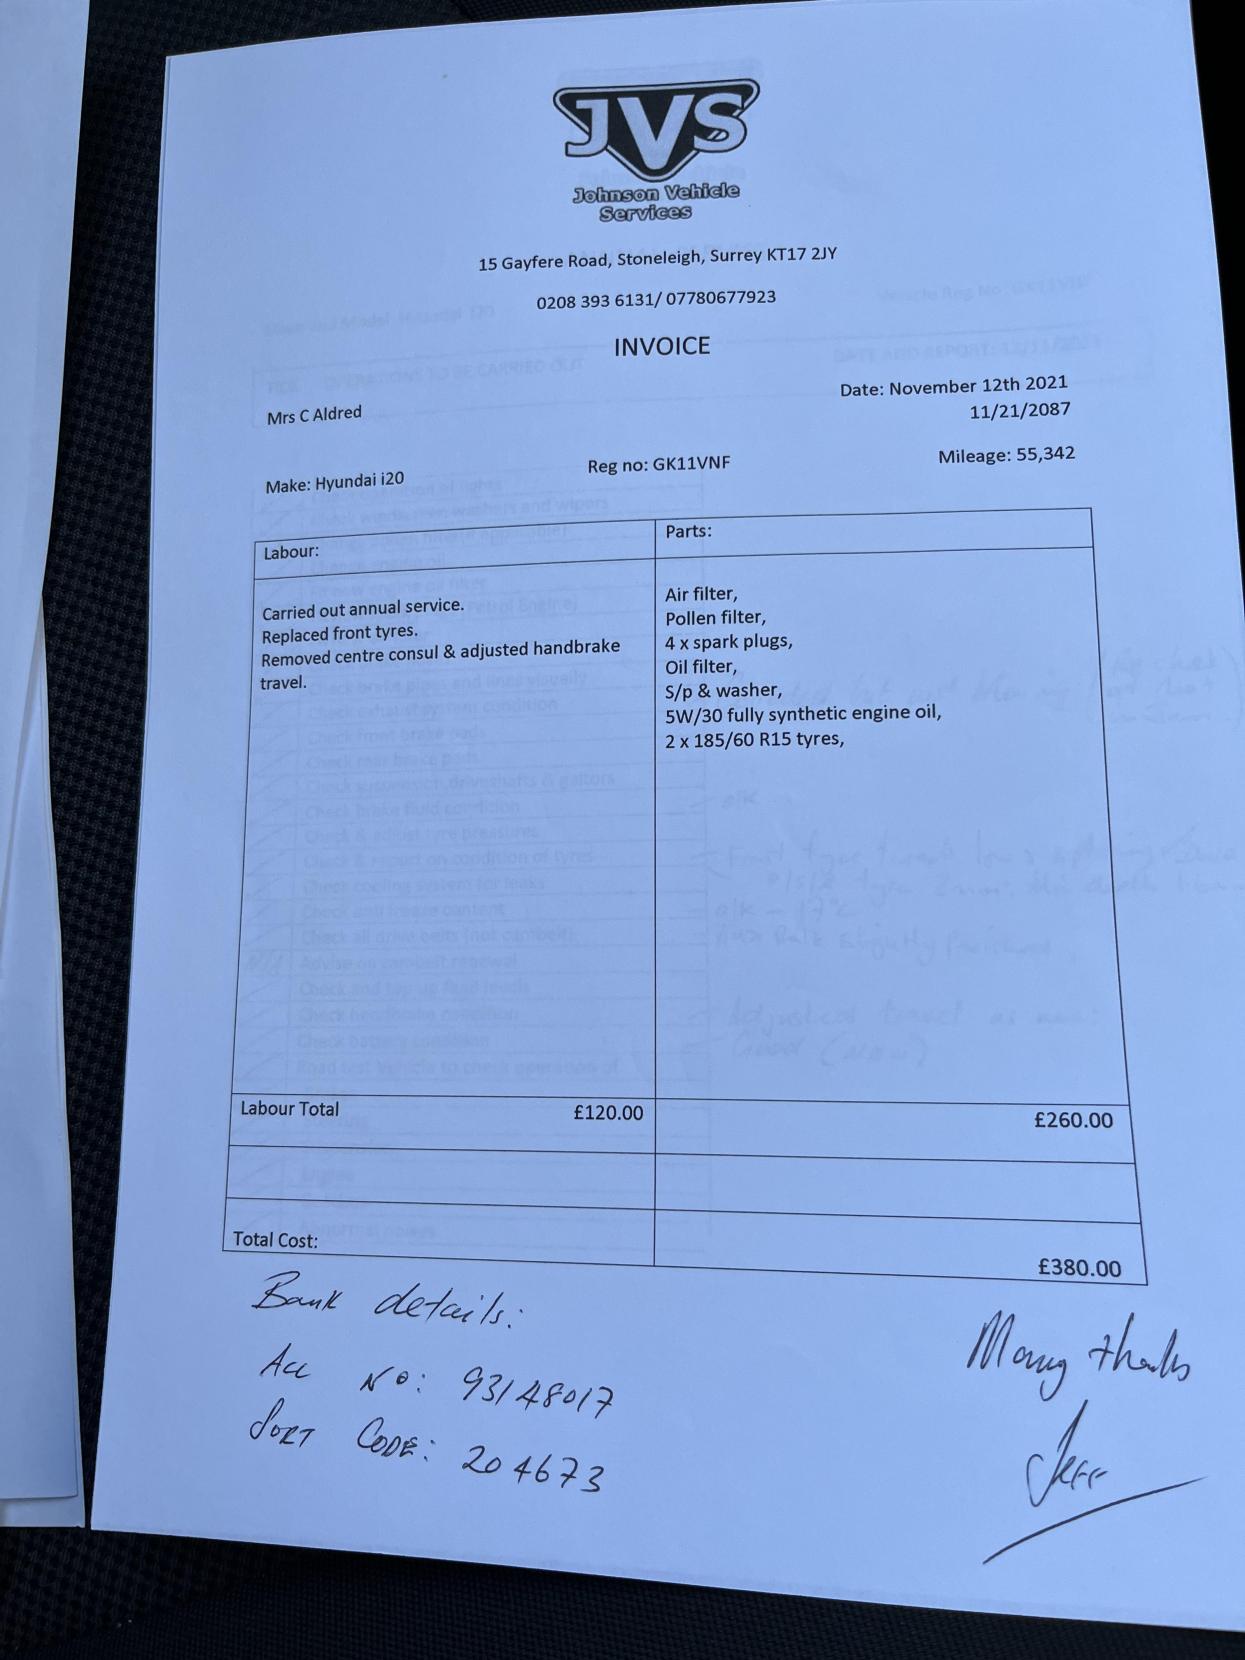 JVS
Johnson Vehicle
Services
15 Gayfere Road, Stoneleigh, Surrey KT17 2JY
0208 393 6131/ 07780677923
INVOICE
Date: November 12th 2021
Mrs C Aldred
11/21/2087
Make: Hyundai i20
Reg no: GK11VNF
Mileage: 55,342
Labour:
Parts:
Carried out annual service.
Replaced front tyres.
Removed centre consul & adjusted handbrake
travel.
Air filter,
Pollen filter,
4 x spark plugs,
Oil filter,
S/p & washer,
5W/30 fully synthetic engine oil,
2 x 185/60 R15 tyres,
Labour Total £120.00
£260.00
Total Cost:
£380.00
Bank details:
Acc No: 93148017
SORT CODE: 204673
Many thanks
Jeff